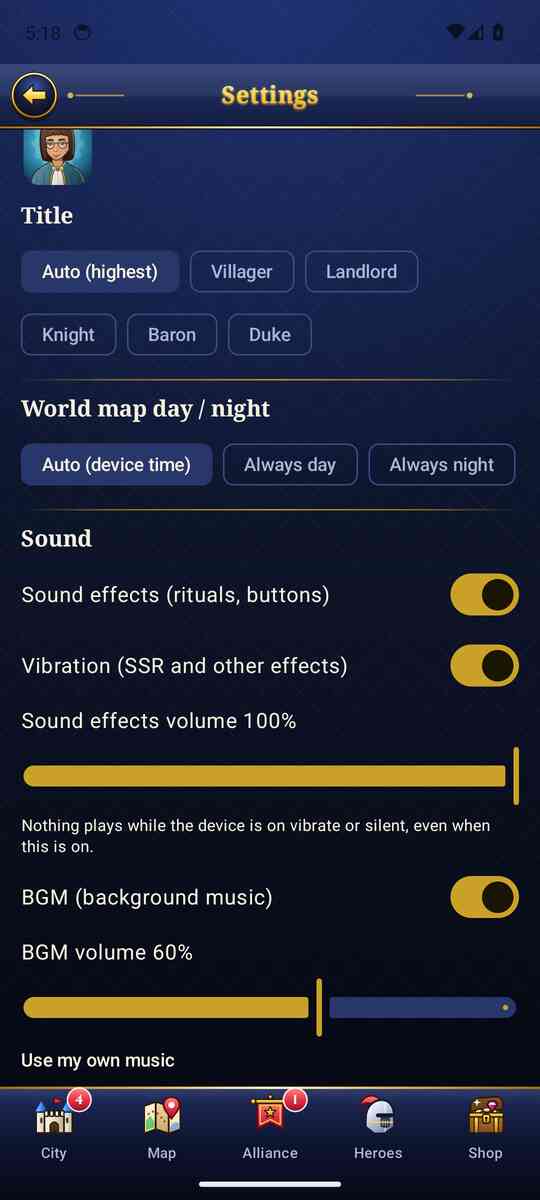 5:18
Settings
Title
Auto (highest)
Villager
Landlord
Knight
Baron
Duke
World map day / night
Auto (device time)
Always day
Always night
Sound
Sound effects (rituals, buttons)
Vibration (SSR and other effects)
Sound effects volume 100%
Nothing plays while the device is on vibrate or silent, even when
this is on.
BGM (background music)
BGM volume 60%
Use my own music
4
1
City
Map
Alliance
Heroes
Shop